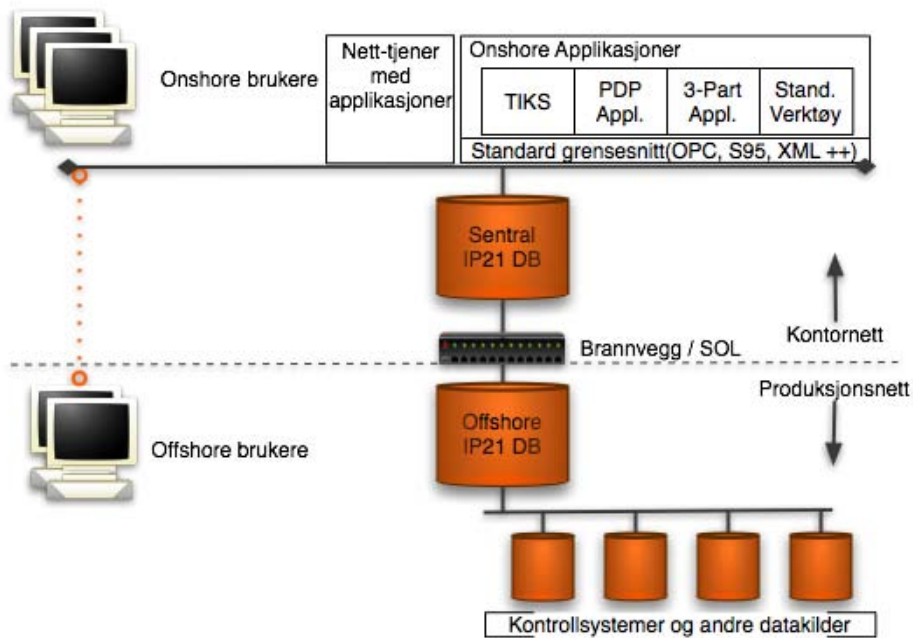 Onshore brukere
Nett-tjener
med
applikasjoner
Onshore Applikasjoner
TIKS
PDP
Appl.
3-Part
Appl.
Stand.
Verktøy
Standard grensesnitt(OPC, S95, XML ++)
Sentral
IP21 DB
Brannvegg / SOL
Kontornett
Produksjonsnett
Offshore brukere
Offshore
IP21 DB
Kontrollsystemer og andre datakilder